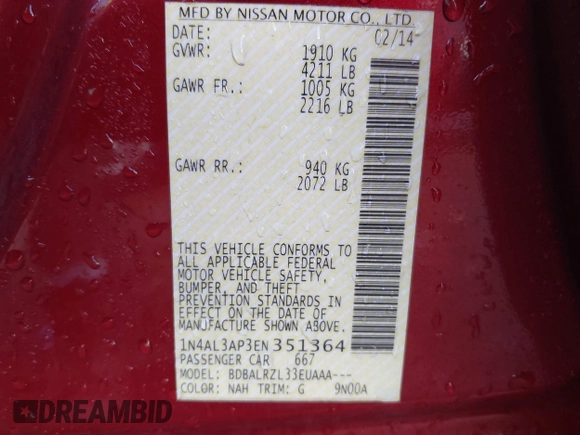 MFD BY NISSAN MOTOR CO., LTD.
DATE: 02/14
GVWR: 1910 KG
4211 LB
GAWR FR.: 1005 KG
2216 LB
GAWR RR.: 940 KG
2072 LB
THIS VEHICLE CONFORMS TO
ALL APPLICABLE FEDERAL
MOTOR VEHICLE SAFETY,
BUMPER, AND THEFT
PREVENTION STANDARDS IN
EFFECT ON THE DATE OF
MANUFACTURE SHOWN ABOVE.
1N4AL3AP3EN351364
PASSENGER CAR 667
MODEL: BDBALRZL33EUAAA---
COLOR: NAH TRIM: G 9N00A
DREAMBID